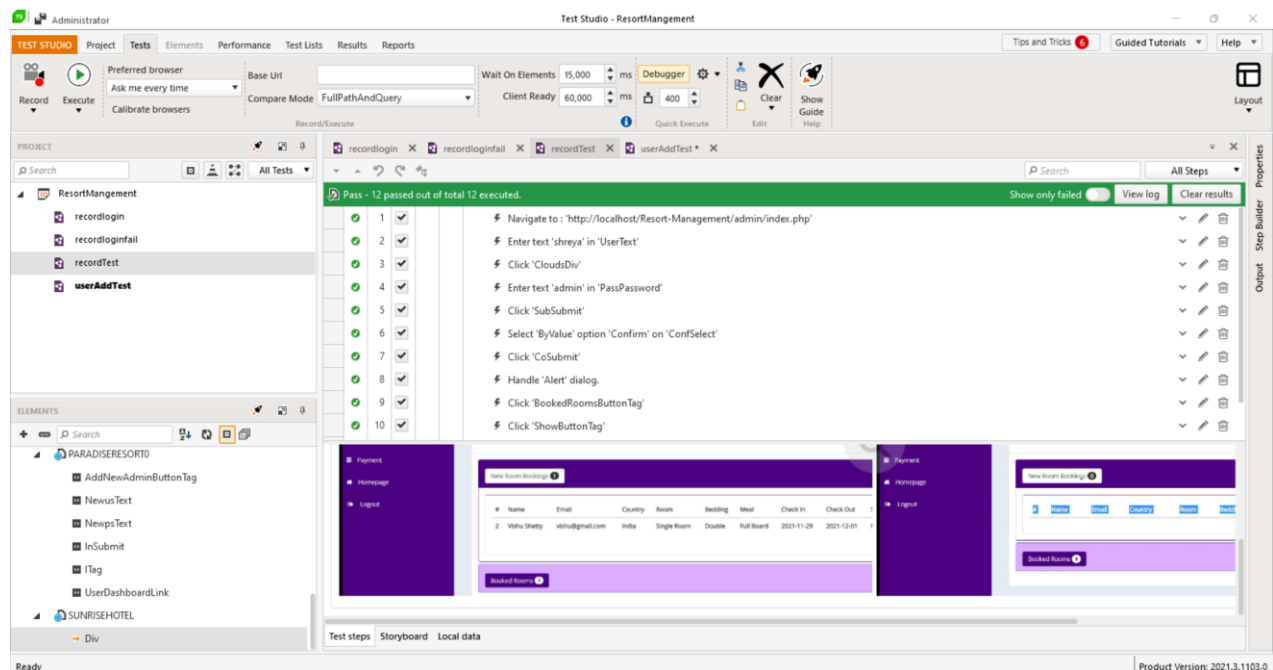 TS Administrator Test Studio - ResortMangement
TEST STUDIO Project Tests Elements Performance Test Lists Results Reports Tips and Tricks 6 Guided Tutorials Help
Record Execute
Preferred browser
Ask me every time
Calibrate browsers
Base Url
Compare Mode FullPathAndQuery
Record/Execute
Wait On Elements 15,000 ms Debugger
Client Ready 60,000 ms 400
Quick Execute
Clear
Edit
Show
Guide
Help
Layout
PROJECT
Search All Tests
ResortMangement
recordlogin
recordloginfail
recordTest
userAddTest
ELEMENTS
Search
PARADISERESORT0
AddNewAdminButtonTag
NewusText
NewpsText
InSubmit
ITag
UserDashboardLink
SUNRISEHOTEL
Div
recordlogin recordloginfail recordTest userAddTest *
Search All Steps
Pass - 12 passed out of total 12 executed. Show only failed View log Clear results
1 Navigate to : 'http://localhost/Resort-Management/admin/index.php'
2 Enter text 'shreya' in 'UserText'
3 Click 'CloudsDiv'
4 Enter text 'admin' in 'PassPassword'
5 Click 'SubSubmit'
6 Select 'ByValue' option 'Confirm' on 'ConfSelect'
7 Click 'CoSubmit'
8 Handle 'Alert' dialog.
9 Click 'BookedRoomsButtonTag'
10 Click 'ShowButtonTag'
Payment
Homepage
Logout
New Room Bookings 1
# Name Email Country Room Bedding Meal Check In Check Out
2 Vishu Shetty vishu@gmail.com India Single Room Double Full Board 2021-11-29 2021-12-01
Booked Rooms
Payment
Homepage
Logout
New Room Bookings 0
# Name Email Country Room Bedd
Booked Rooms
Test steps Storyboard Local data
Properties
Step Builder
Output
Ready Product Version: 2021.3.1103.0